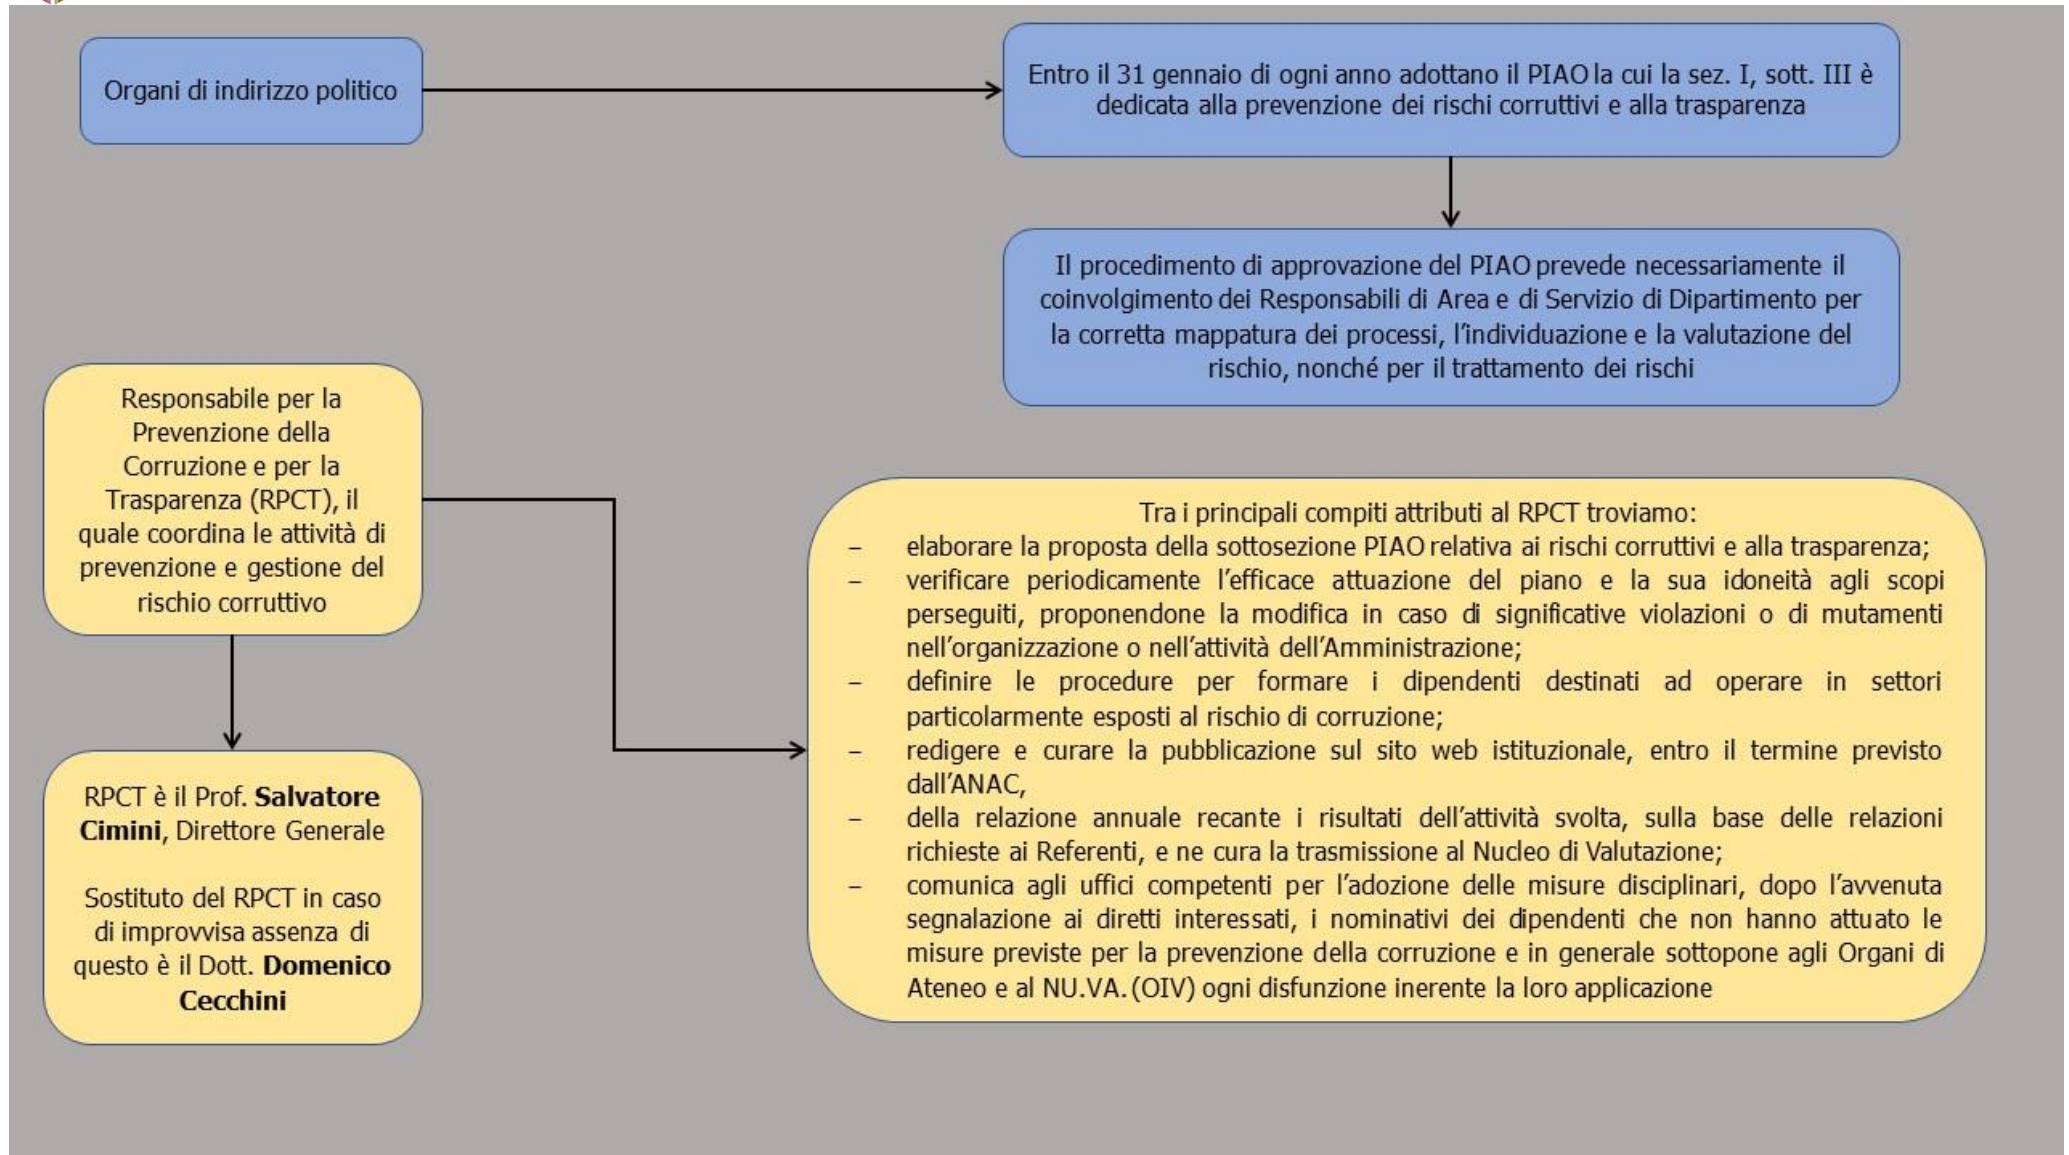 Organi di indirizzo politico
Entro il 31 gennaio di ogni anno adottano il PIAO la cui la sez. I, sott. III è
dedicata alla prevenzione dei rischi corruttivi e alla trasparenza
Il procedimento di approvazione del PIAO prevede necessariamente il
coinvolgimento dei Responsabili di Area e di Servizio di Dipartimento per
la corretta mappatura dei processi, l'individuazione e la valutazione del
rischio, nonché per il trattamento dei rischi
Responsabile per la
Prevenzione della
Corruzione e per la
Trasparenza (RPCT), il
quale coordina le attività di
prevenzione e gestione del
rischio corruttivo
RPCT è il Prof. Salvatore
Cimini, Direttore Generale
Sostituto del RPCT in caso
di improvvisa assenza di
questo è il Dott. Domenico
Cecchini
Tra i principali compiti attributi al RPCT troviamo:
– elaborare la proposta della sottosezione PIAO relativa ai rischi corruttivi e alla trasparenza;
– verificare periodicamente l'efficace attuazione del piano e la sua idoneità agli scopi
perseguiti, proponendone la modifica in caso di significative violazioni o di mutamenti
nell'organizzazione o nell'attività dell'Amministrazione;
– definire le procedure per formare i dipendenti destinati ad operare in settori
particolarmente esposti al rischio di corruzione;
– redigere e curare la pubblicazione sul sito web istituzionale, entro il termine previsto
dall'ANAC,
– della relazione annuale recante i risultati dell'attività svolta, sulla base delle relazioni
richieste ai Referenti, e ne cura la trasmissione al Nucleo di Valutazione;
– comunica agli uffici competenti per l'adozione delle misure disciplinari, dopo l'avvenuta
segnalazione ai diretti interessati, i nominativi dei dipendenti che non hanno attuato le
misure previste per la prevenzione della corruzione e in generale sottopone agli Organi di
Ateneo e al NU.VA. (OIV) ogni disfunzione inerente la loro applicazione